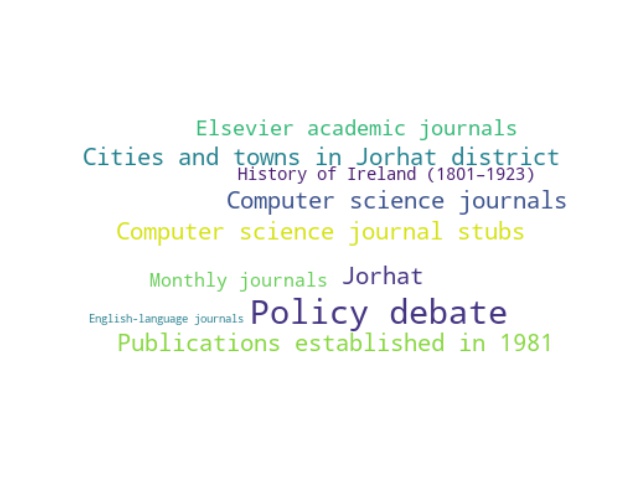 Elsevier academic journals
Cities and towns in Jorhat district
History of Ireland (1801–1923)
Computer science journals
Computer science journal stubs
Monthly journals Jorhat
English-language journals Policy debate
Publications established in 1981